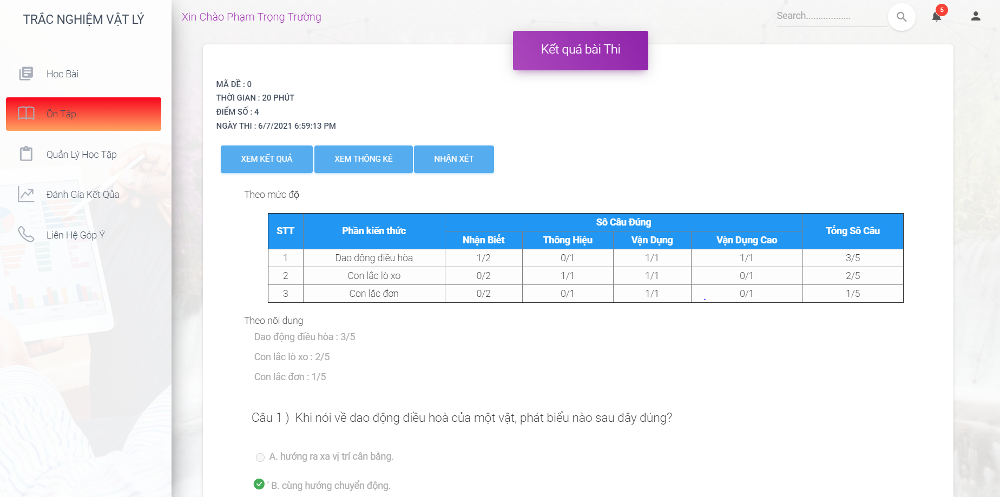 TRẮC NGHIỆM VẬT LÝ
Học Bài
Ôn Tập
Quản Lý Học Tập
Đánh Gía Kết Qủa
Liên Hệ Góp Ý
Xin Chào Phạm Trọng Trường
Search..................
5
Kết quả bài Thi
MÃ ĐỀ : 0
THỜI GIAN : 20 PHÚT
ĐIỂM SỐ : 4
NGÀY THI : 6/7/2021 6:59:13 PM
XEM KẾT QUẢ XEM THÔNG KÊ NHẬN XÉT
Theo mức độ
STT Phần kiến thức Sô Câu Đúng Tổng Sô Câu
Nhận Biết Thông Hiệu Vận Dụng Vận Dụng Cao
1 Dao động điều hòa 1/2 0/1 1/1 1/1 3/5
2 Con lắc lò xo 0/2 1/1 1/1 0/1 2/5
3 Con lắc đơn 0/2 0/1 1/1 0/1 1/5
Theo nôi dung
Dao động điều hòa : 3/5
Con lắc lò xo : 2/5
Con lắc đơn : 1/5
Câu 1 ) Khi nói về dao động điều hoà của một vật, phát biểu nào sau đây đúng?
A. hướng ra xa vị trí cân bằng.
' B. cùng hướng chuyển động.